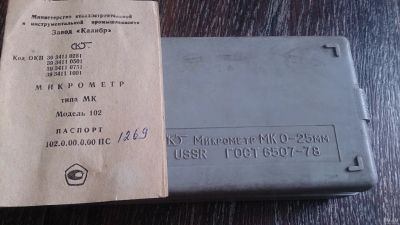 Министерство станкостроительной
и инструментальной промышленности
Завод «Калибр»
Код ОКП 39 3411 0281
39 3411 0501
39 3411 0751
39 3411 1001
МИКРОМЕТР
типа МК
Модель 102
ПАСПОРТ
102.0.00.0.00 ПС
1269
МИКРОМЕТР МК 0-25ММ
USSR ГОСТ 6507-78